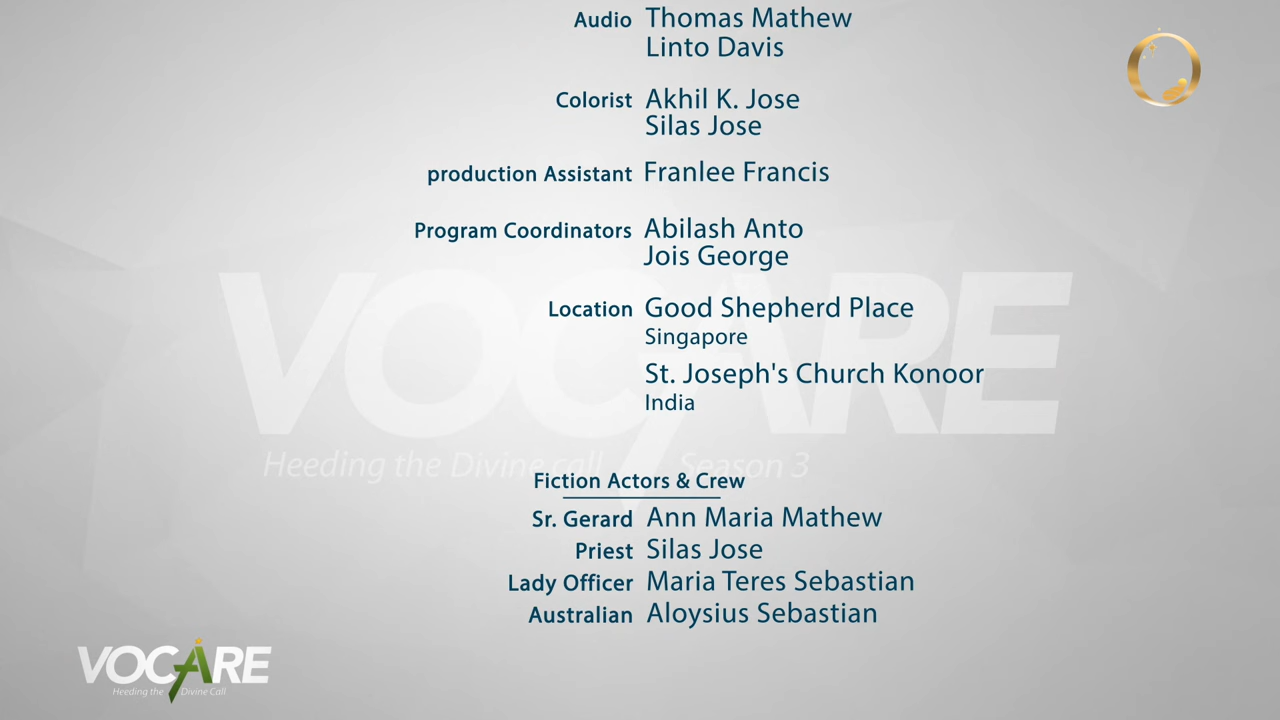 Audio Thomas Mathew
Linto Davis
Colorist Akhil K. Jose
Silas Jose
production Assistant Franlee Francis
Program Coordinators Abilash Anto
Jois George
Location Good Shepherd Place
Singapore
St. Joseph's Church Konoor
India
VOCARE
Heeding the Divine call Season 3
Fiction Actors & Crew
Sr. Gerard Ann Maria Mathew
Priest Silas Jose
Lady Officer Maria Teres Sebastian
Australian Aloysius Sebastian
VOCARE
Heeding the Divine Call